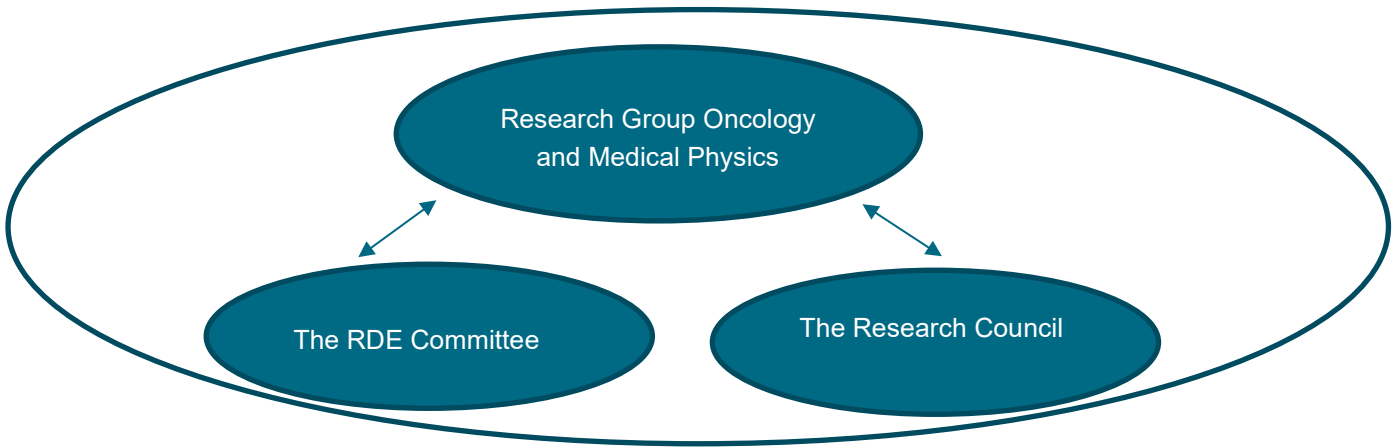 Research Group Oncology
and Medical Physics
The RDE Committee
The Research Council